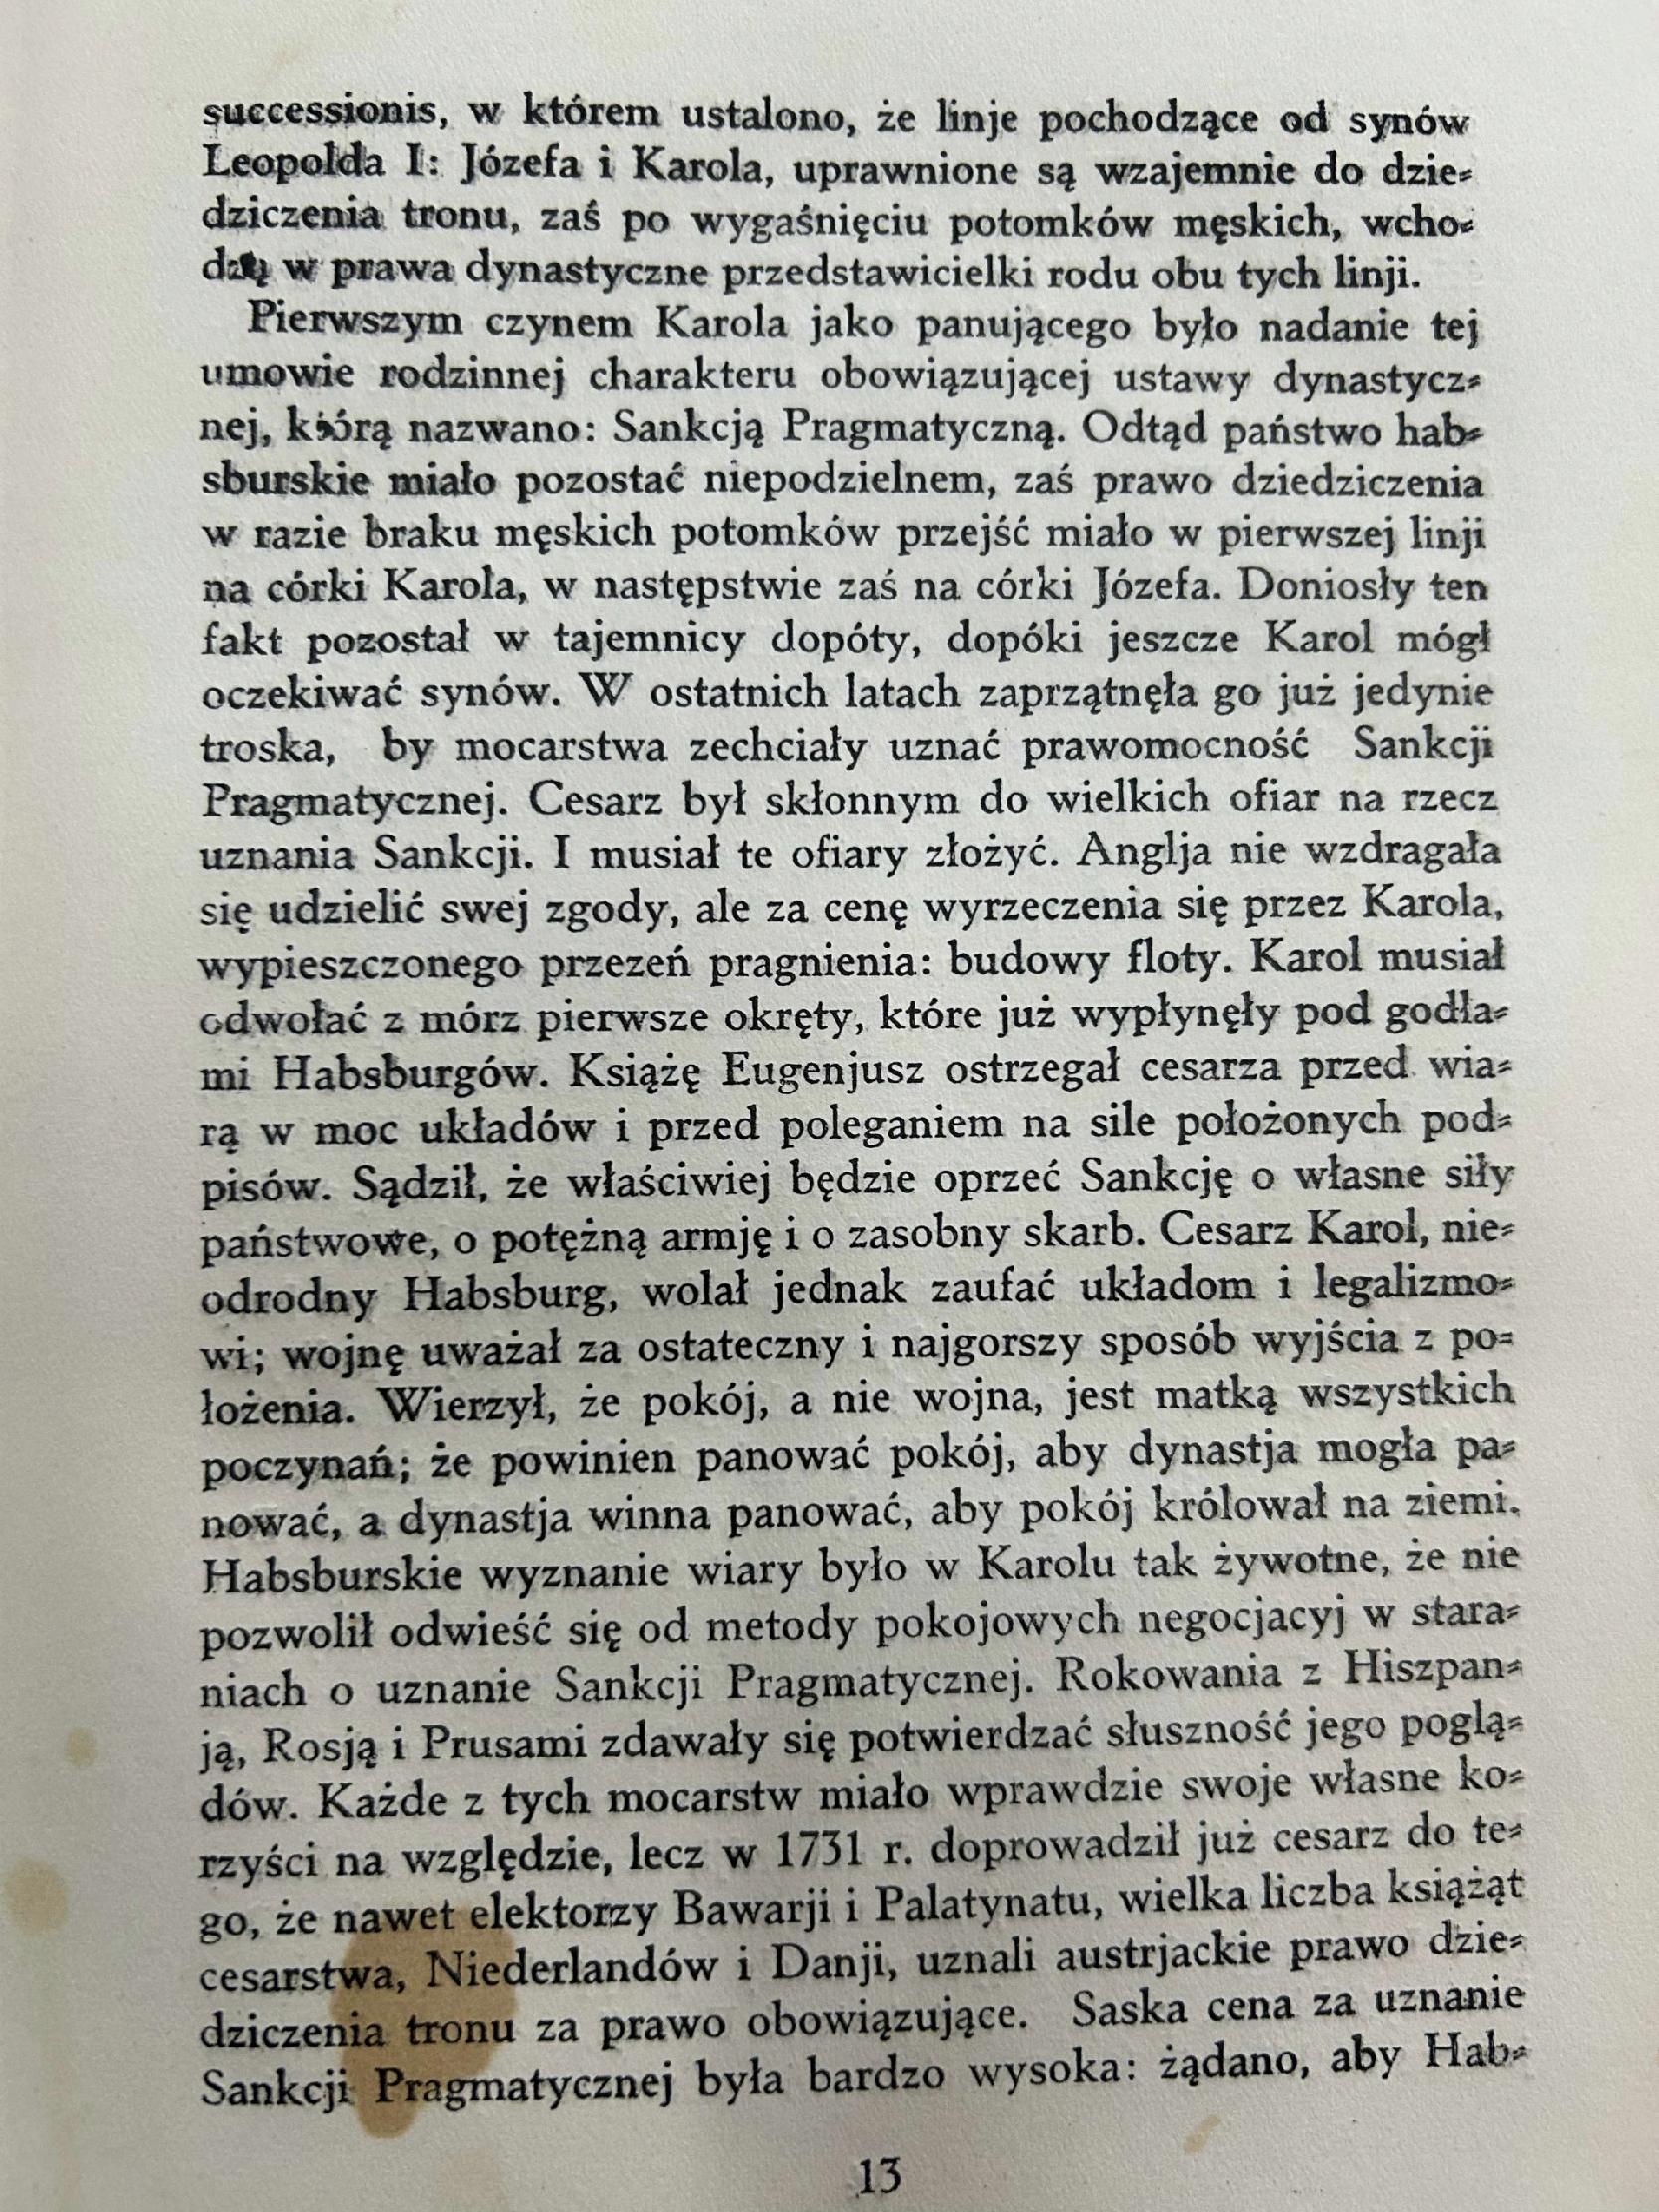 successionis, w którem ustalono, że linje pochodzące od synów
Leopolda I: Józefa i Karola, uprawnione są wzajemnie do dzie-
dziczenia tronu, zaś po wygaśnięciu potomków męskich, wcho-
dzą w prawa dynastyczne przedstawicielki rodu obu tych linji.
Pierwszym czynem Karola jako panującego było nadanie tej
umowie rodzinnej charakteru obowiązującej ustawy dynastycz-
nej, którą nazwano: Sankcją Pragmatyczną. Odtąd państwo hab-
sburskie miało pozostać niepodzielnem, zaś prawo dziedziczenia
w razie braku męskich potomków przejść miało w pierwszej linji
na córki Karola, w następstwie zaś na córki Józefa. Doniosły ten
fakt pozostał w tajemnicy dopóty, dopóki jeszcze Karol mógł
oczekiwać synów. W ostatnich latach zaprzątnęła go już jedynie
troska, by mocarstwa zechciały uznać prawomocność Sankcji
Pragmatycznej. Cesarz był skłonnym do wielkich ofiar na rzecz
uznania Sankcji. I musiał te ofiary złożyć. Anglja nie wzdragała
się udzielić swej zgody, ale za cenę wyrzeczenia się przez Karola,
wypieszczonego przezeń pragnienia: budowy floty. Karol musiał
odwołać z mórz pierwsze okręty, które już wypłynęły pod godła-
mi Habsburgów. Książę Eugenjusz ostrzegał cesarza przed wia-
rą w moc układów i przed poleganiem na sile położonych pod-
pisów. Sądził, że właściwiej będzie oprzeć Sankcję o własne siły
państwowe, o potężną armję i o zasobny skarb. Cesarz Karol, nie-
odrodny Habsburg, wolał jednak zaufać układom i legalizmo-
wi; wojnę uważał za ostateczny i najgorszy sposób wyjścia z po-
łożenia. Wierzył, że pokój, a nie wojna, jest matką wszystkich
poczynań; że powinien panować pokój, aby dynastja mogła pa-
nować, a dynastja winna panować, aby pokój królował na ziemi.
Habsburskie wyznanie wiary było w Karolu tak żywotne, że nie
pozwolił odwieść się od metody pokojowych negocjacyj w stara-
niach o uznanie Sankcji Pragmatycznej. Rokowania z Hiszpan-
ją, Rosją i Prusami zdawały się potwierdzać słuszność jego poglą-
dów. Każde z tych mocarstw miało wprawdzie swoje własne ko-
rzyści na względzie, lecz w 1731 r. doprowadził już cesarz do te-
go, że nawet elektorzy Bawarji i Palatynatu, wielka liczba książąt
cesarstwa, Niederlandów i Danji, uznali austrjackie prawo dzie-
dziczenia tronu za prawo obowiązujące. Saska cena za uznanie
Sankcji Pragmatycznej była bardzo wysoka: żądano, aby Hab-
13